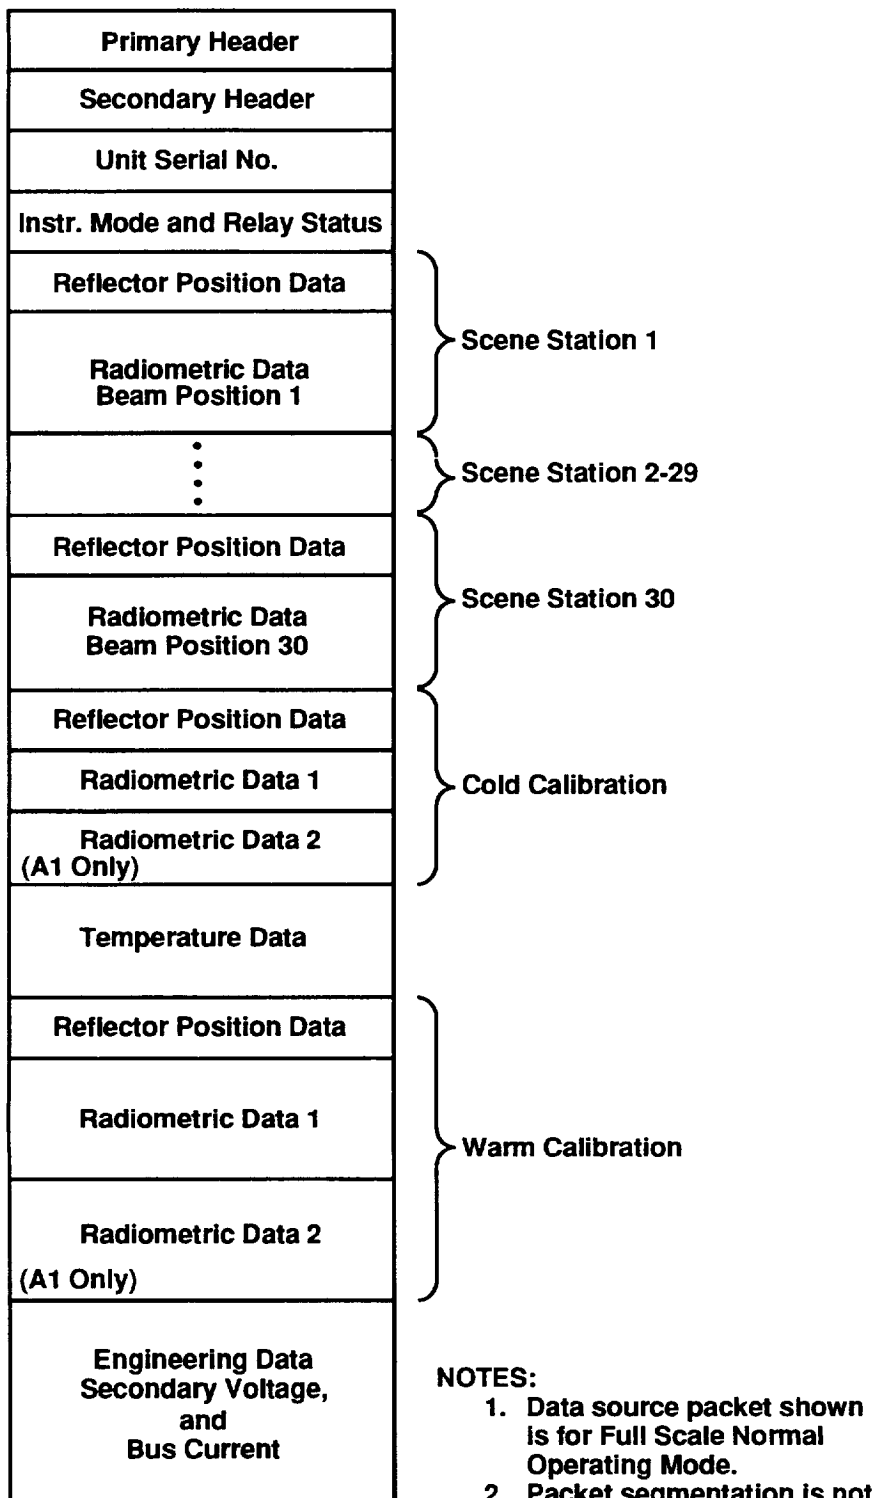 Primary Header
Secondary Header
Unit Serial No.
Instr. Mode and Relay Status
Reflector Position Data
Radiometric Data
Beam Position 1
Scene Station 1
Scene Station 2-29
Reflector Position Data
Radiometric Data
Beam Position 30
Scene Station 30
Reflector Position Data
Radiometric Data 1
Radiometric Data 2
(A1 Only)
Cold Calibration
Temperature Data
Reflector Position Data
Radiometric Data 1
Radiometric Data 2
(A1 Only)
Warm Calibration
Engineering Data
Secondary Voltage,
and
Bus Current
NOTES:
1. Data source packet shown
is for Full Scale Normal
Operating Mode.
2. Packet segmentation is not